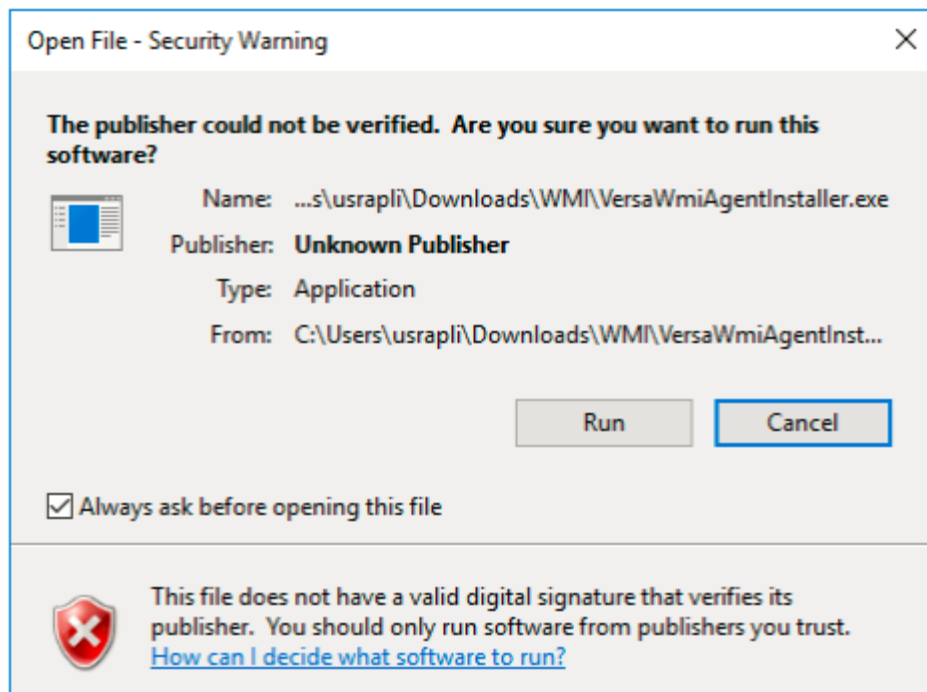 Open File - Security Warning
The publisher could not be verified.  Are you sure you want to run this
software?
Name: ...s\usrapli\Downloads\WMI\VersaWmiAgentInstaller.exe
Publisher: Unknown Publisher
Type: Application
From: C:\Users\usrapli\Downloads\WMI\VersaWmiAgentInst...
Run Cancel
Always ask before opening this file
This file does not have a valid digital signature that verifies its
publisher.  You should only run software from publishers you trust.
How can I decide what software to run?